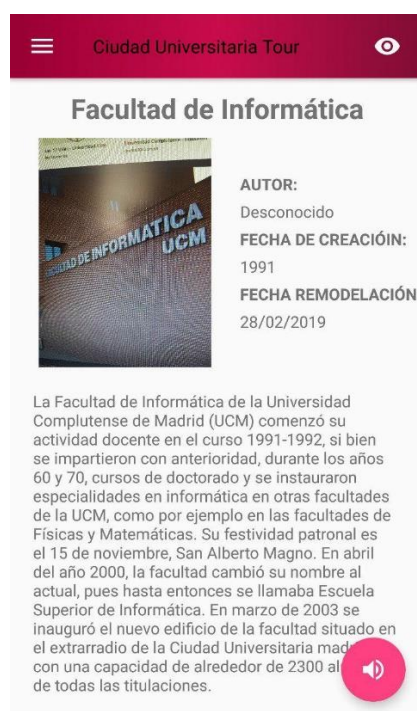 Ciudad Universitaria Tour
Facultad de Informática
FACULTAD DE INFORMATICA
UCM
AUTOR:
Desconocido
FECHA DE CREACIÓIN:
1991
FECHA REMODELACIÓN
28/02/2019
La Facultad de Informática de la Universidad
Complutense de Madrid (UCM) comenzó su
actividad docente en el curso 1991-1992, si bien
se impartieron con anterioridad, durante los años
60 y 70, cursos de doctorado y se instauraron
especialidades en informática en otras facultades
de la UCM, como por ejemplo en las facultades de
Físicas y Matemáticas. Su festividad patronal es
el 15 de noviembre, San Alberto Magno. En abril
del año 2000, la facultad cambió su nombre al
actual, pues hasta entonces se llamaba Escuela
Superior de Informática. En marzo de 2003 se
inauguró el nuevo edificio de la facultad situado en
el extrarradio de la Ciudad Universitaria
con una capacidad de alrededor de 2300
de todas las titulaciones.